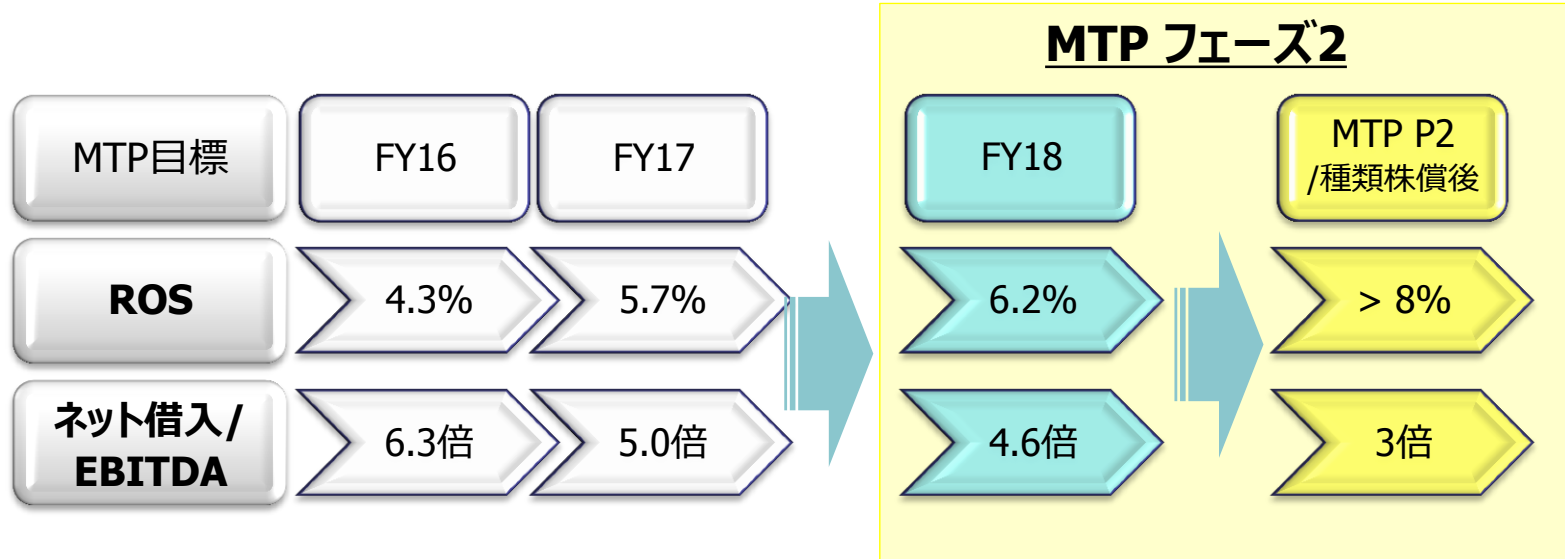 MTP フェーズ2
MTP目標
FY16
FY17
FY18
MTP P2
/種類株償後
ROS
4.3%
5.7%
6.2%
> 8%
ネット借入/
EBITDA
6.3倍
5.0倍
4.6倍
3倍